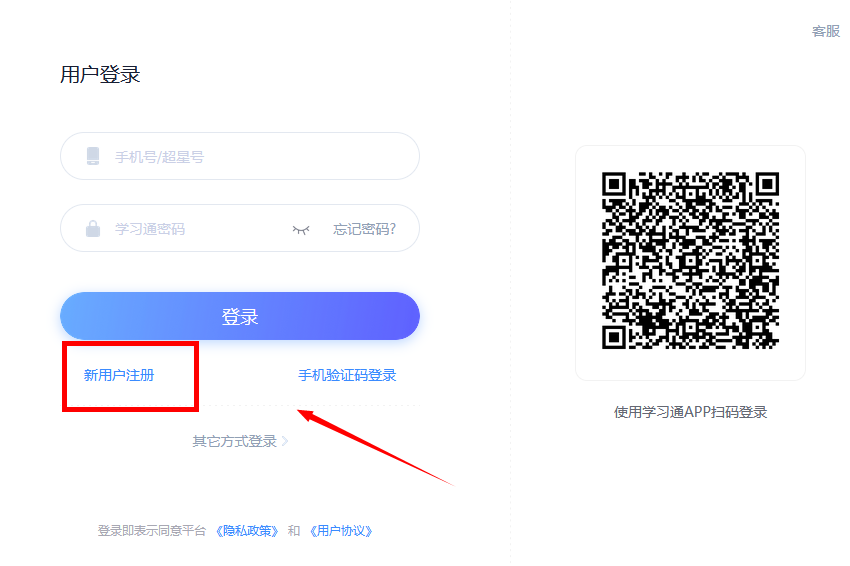 客服
用户登录
手机号/超星号
学习通密码 忘记密码?
登录
新用户注册 手机验证码登录
其它方式登录
登录即表示同意平台 《隐私政策》 和 《用户协议》
使用学习通APP扫码登录